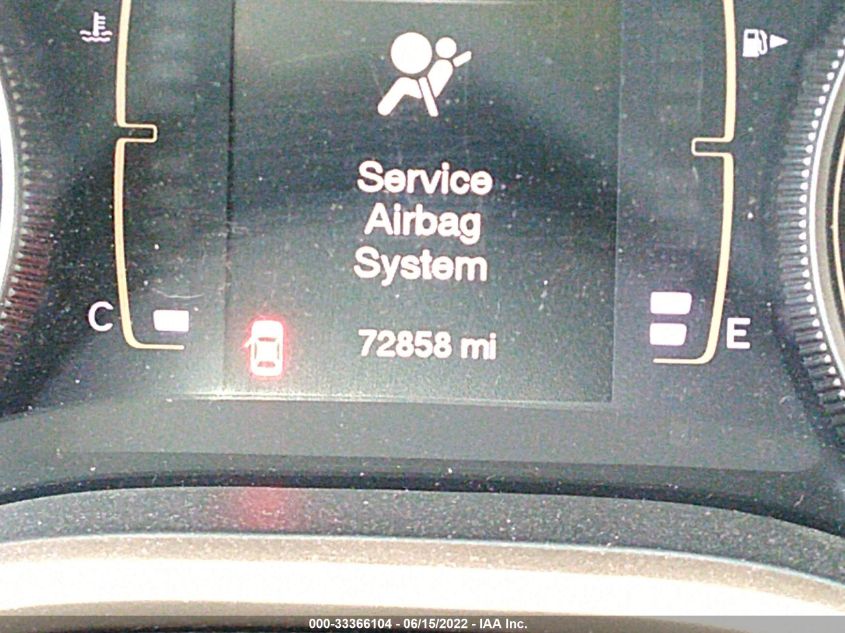 Service
Airbag
System
C
E
72858 mi
000-33366104 - 06/15/2022 - IAA Inc.